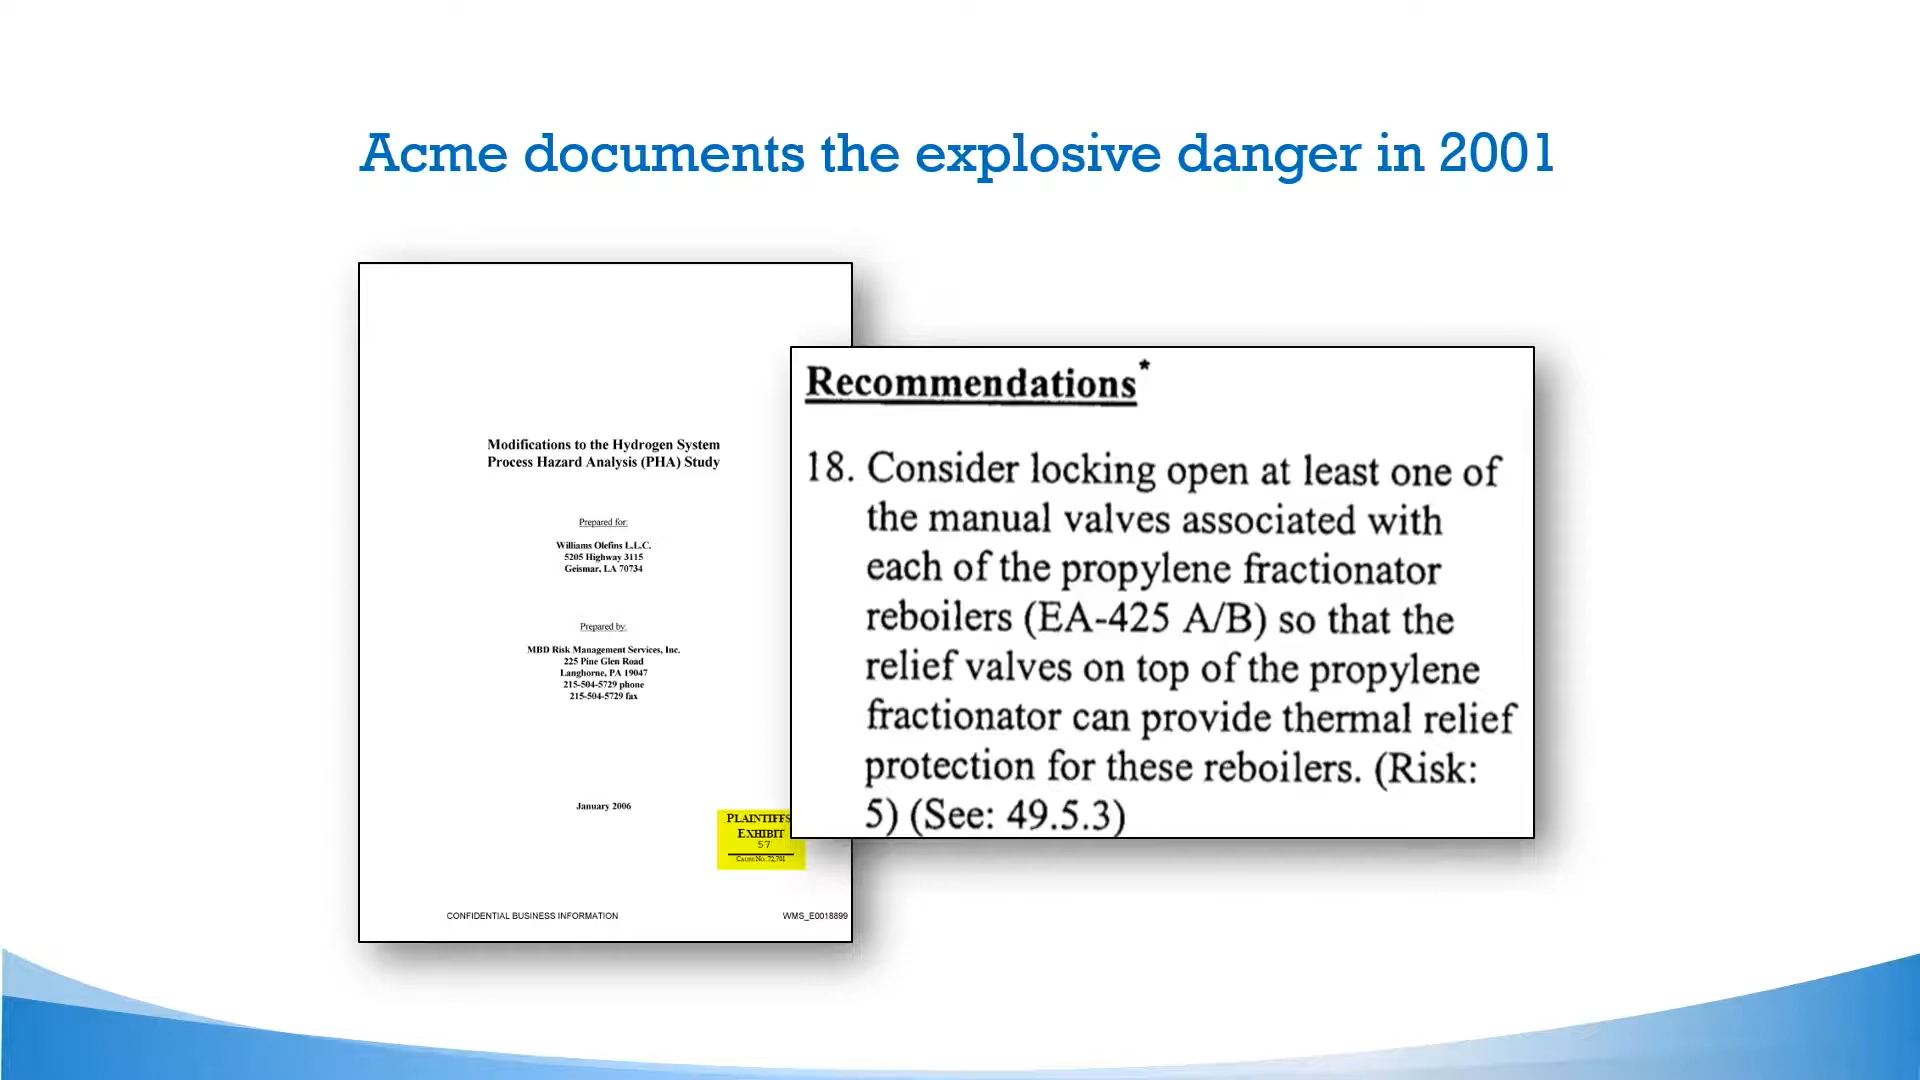 Acme documents the explosive danger in 2001
Modifications to the Hydrogen System
Process Hazard Analysis (PHA) Study
Prepared for:
Williams Olefins L.L.C.
5205 Highway 3115
Geismar, LA 70734
Prepared by:
MBD Risk Management Services, Inc.
225 Pine Glen Road
Langhorne, PA 19047
215-504-5729 phone
215-504-5729 fax
January 2006
PLAINTIFFS
EXHIBIT
57
CAUSE NO. 72,701
CONFIDENTIAL BUSINESS INFORMATION
WMS_E0018899
Recommendations*
18. Consider locking open at least one of
the manual valves associated with
each of the propylene fractionator
reboilers (EA-425 A/B) so that the
relief valves on top of the propylene
fractionator can provide thermal relief
protection for these reboilers. (Risk:
5) (See: 49.5.3)